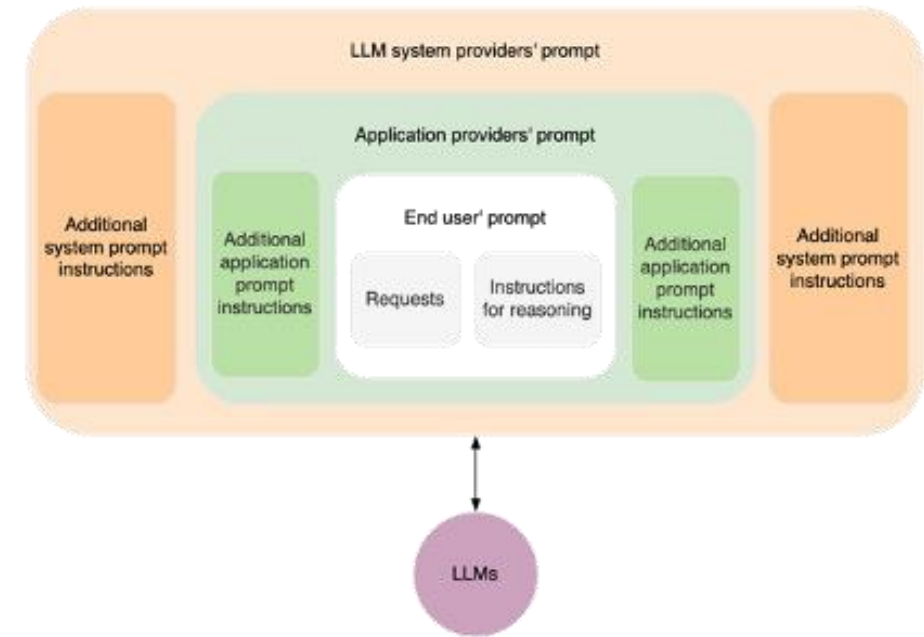 LLM system providers' prompt
Application providers' prompt
Additional
system prompt
instructions
Additional
application
prompt
instructions
End user' prompt
Requests
Instructions
for reasoning
Additional
application
prompt
instructions
Additional
system prompt
instructions
LLMs